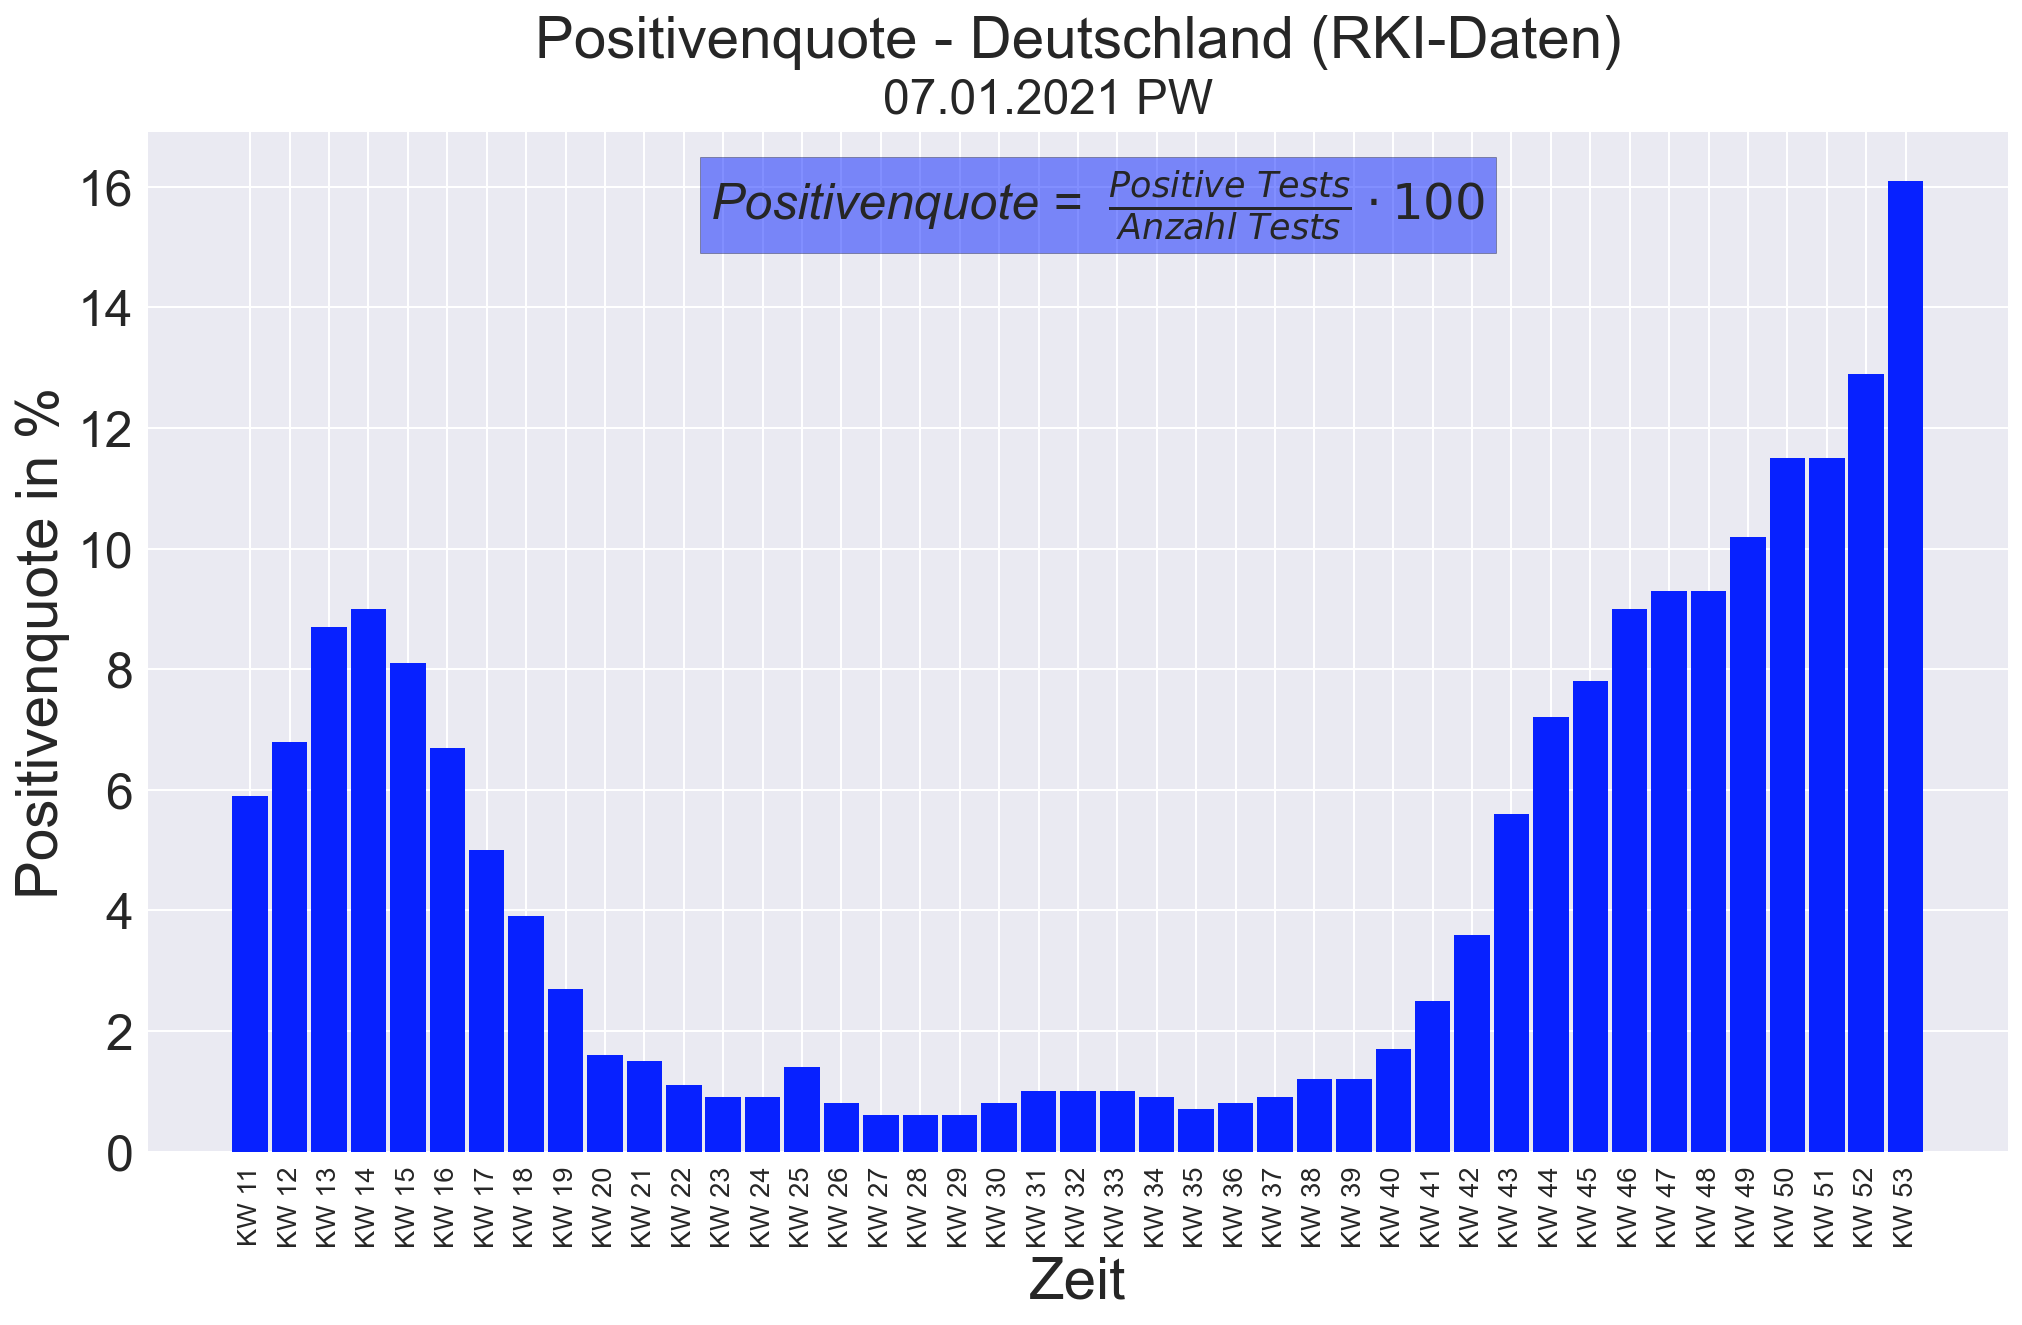 Positivenquote - Deutschland (RKI-Daten)
07.01.2021 PW
Positivenquote = Positive Tests / Anzahl Tests · 100
Positivenquote in %
16
14
12
10
8
6
4
2
0
KW 11
KW 12
KW 13
KW 14
KW 15
KW 16
KW 17
KW 18
KW 19
KW 20
KW 21
KW 22
KW 23
KW 24
KW 25
KW 26
KW 27
KW 28
KW 29
KW 30
KW 31
KW 32
KW 33
KW 34
KW 35
KW 36
KW 37
KW 38
KW 39
KW 40
KW 41
KW 42
KW 43
KW 44
KW 45
KW 46
KW 47
KW 48
KW 49
KW 50
KW 51
KW 52
KW 53
Zeit